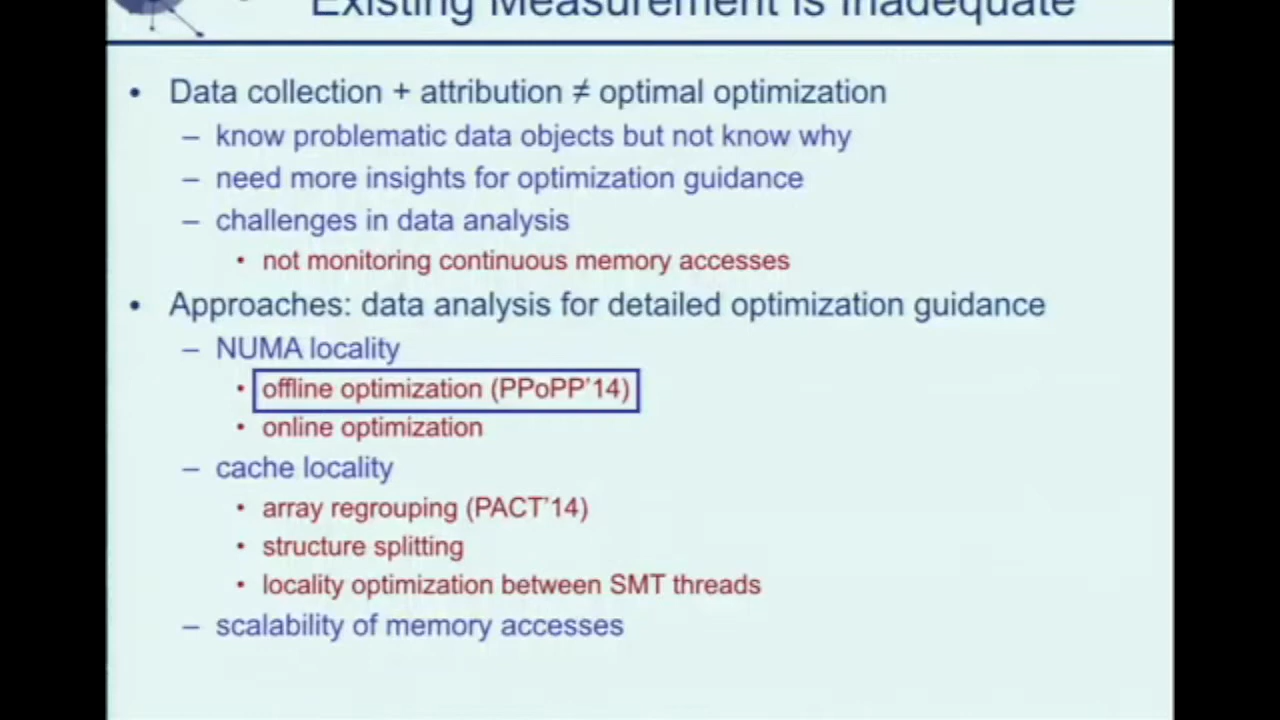 Existing Measurement is Inadequate
• Data collection + attribution ≠ optimal optimization
– know problematic data objects but not know why
– need more insights for optimization guidance
– challenges in data analysis
• not monitoring continuous memory accesses
• Approaches: data analysis for detailed optimization guidance
– NUMA locality
• offline optimization (PPoPP'14)
• online optimization
– cache locality
• array regrouping (PACT'14)
• structure splitting
• locality optimization between SMT threads
– scalability of memory accesses